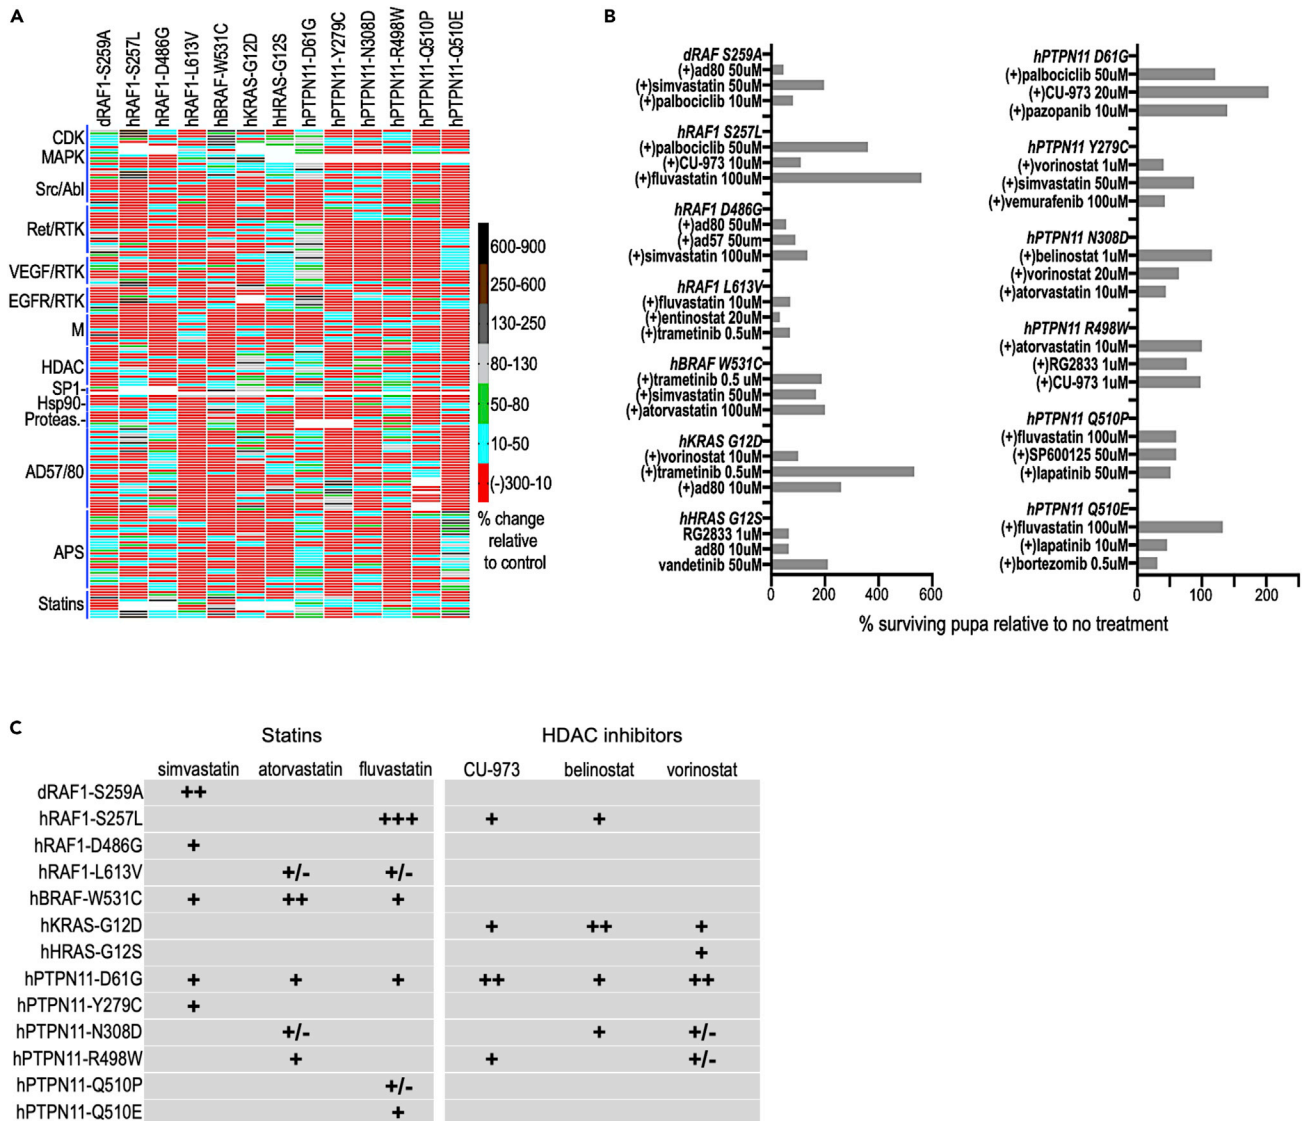 A
dRAF1-S259A
hRAF1-S257L
hRAF1-D486G
hRAF1-L613V
hBRAF-W531C
hKRAS-G12D
hHRAS-G12S
hPTPN11-D61G
hPTPN11-Y279C
hPTPN11-N308D
hPTPN11-R498W
hPTPN11-Q510P
hPTPN11-Q510E
CDK
MAPK
Src/Abl
Ret/RTK
VEGF/RTK
EGFR/RTK
M
HDAC
SP1-
Hsp90-
Proteas.-
AD57/80
APS
Statins
600-900
250-600
130-250
80-130
50-80
10-50
(-)300-10
% change
relative
to control
B
dRAF S259A
(+)ad80 50uM
(+)simvastatin 50uM
(+)palbociclib 10uM
hRAF1 S257L
(+)palbociclib 50uM
(+)CU-973 10uM
(+)fluvastatin 100uM
hRAF1 D486G
(+)ad80 50uM
(+)ad57 50um
(+)simvastatin 100uM
hRAF1 L613V
(+)fluvastatin 10uM
(+)entinostat 20uM
(+)trametinib 0.5uM
hBRAF W531C
(+)trametinib 0.5 uM
(+)simvastatin 50uM
(+)atorvastatin 100uM
hKRAS G12D
(+)vorinostat 10uM
(+)trametinib 0.5uM
(+)ad80 10uM
hHRAS G12S
RG2833 1uM
ad80 10uM
vandetinib 50uM
0 200 400 600
hPTPN11 D61G
(+)palbociclib 50uM
(+)CU-973 20uM
(+)pazopanib 10uM
hPTPN11 Y279C
(+)vorinostat 1uM
(+)simvastatin 50uM
(+)vemurafenib 100uM
hPTPN11 N308D
(+)belinostat 1uM
(+)vorinostat 20uM
(+)atorvastatin 10uM
hPTPN11 R498W
(+)atorvastatin 10uM
(+)RG2833 1uM
(+)CU-973 1uM
hPTPN11 Q510P
(+)fluvastatin 100uM
(+)SP600125 50uM
(+)lapatinib 50uM
hPTPN11 Q510E
(+)fluvastatin 100uM
(+)lapatinib 10uM
(+)bortezomib 0.5uM
0 100 200
% surviving pupa relative to no treatment
C
Statins HDAC inhibitors
simvastatin atorvastatin fluvastatin CU-973 belinostat vorinostat
dRAF1-S259A ++
hRAF1-S257L +++ + +
hRAF1-D486G +
hRAF1-L613V +/- +/-
hBRAF-W531C + ++ +
hKRAS-G12D + ++ +
hHRAS-G12S +
hPTPN11-D61G + + + ++ + ++
hPTPN11-Y279C +
hPTPN11-N308D +/- + +/-
hPTPN11-R498W + + +/-
hPTPN11-Q510P +/-
hPTPN11-Q510E +